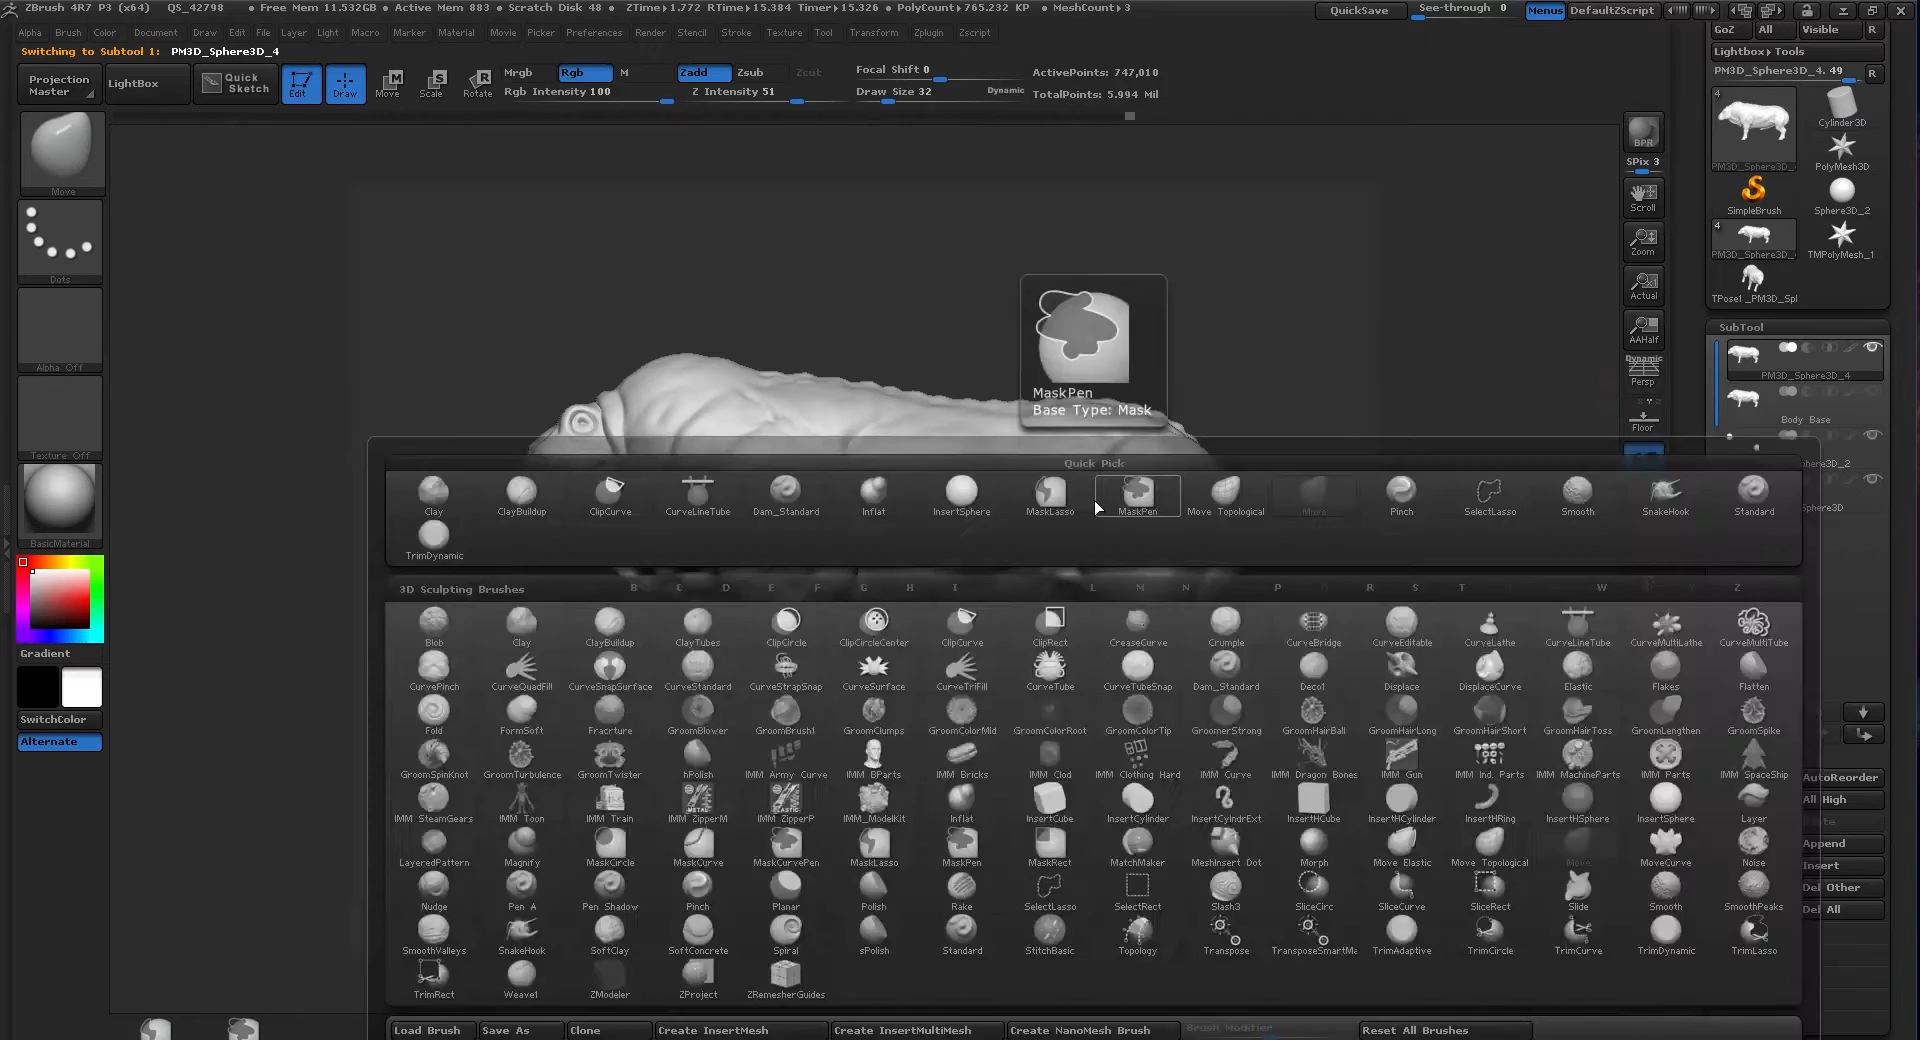 ZBrush 4R7 P3 (x64) QS_42798 • Free Mem 11.532GB • Active Mem 883 • Scratch Disk 48 • ZTime▸1.772 RTime▸15.384 Timer▸15.326 • PolyCount▸765.232 KP • MeshCount▸3 QuickSave See-through 0 Menus DefaultZScript
Alpha Brush Color Document Draw Edit File Layer Light Macro Marker Material Movie Picker Preferences Render Stencil Stroke Texture Tool Transform Zplugin Zscript
Switching to Subtool 1: PM3D_Sphere3D_4
Projection Master LightBox Quick Sketch Edit Draw Move Scale Rotate
Mrgb Rgb M Zadd Zsub Zcut Focal Shift 0 ActivePoints: 747,010
Rgb Intensity 100 Z Intensity 51 Draw Size 32 Dynamic TotalPoints: 5.994 Mil
GoZ All Visible R
Lightbox▸Tools
PM3D_Sphere3D_4. 49 R
4
PM3D_Sphere3D_
Cylinder3D
PolyMesh3D
SimpleBrush Sphere3D_2
4
PM3D_Sphere3D_ TMPolyMesh_1
TPose1_PM3D_Spl
SubTool
PM3D_Sphere3D_4
Body Base
here3D_2
here3D
AutoReorder
All High
Append
Insert
Del Other
Del All
BPR
SPix 3
Scroll
Zoom
Actual
AAHalf
Dynamic
Persp
Floor
Move
Dots
Alpha Off
Texture Off
BasicMaterial
Gradient
SwitchColor
Alternate
MaskPen
Base Type: Mask
Quick Pick
Clay ClayBuildup ClipCurve CurveLineTube Dam_Standard Inflat InsertSphere MaskLasso MaskPen Move Topological Move Pinch SelectLasso Smooth SnakeHook Standard
TrimDynamic
3D Sculpting Brushes B C D E F G H I L M N P R S T W Z
Blob Clay ClayBuildup ClayTubes ClipCircle ClipCircleCenter ClipCurve ClipRect CreaseCurve Crumple CurveBridge CurveEditable CurveLathe CurveLineTube CurveMultiLathe CurveMultiTube
CurvePinch CurveQuadFill CurveSnapSurface CurveStandard CurveStrapSnap CurveSurface CurveTriFill CurveTube CurveTubeSnap Dam_Standard Deco1 Displace DisplaceCurve Elastic Flakes Flatten
Fold FormSoft Fracrture GroomBlower GroomBrush1 GroomClumps GroomColorMid GroomColorRoot GroomColorTip GroomerStrong GroomHairBall GroomHairLong GroomHairShort GroomHairToss GroomLengthen GroomSpike
GroomSpinKnot GroomTurbulence GroomTwister hPolish IMM Army Curve IMM BParts IMM Bricks IMM Clod IMM Clothing Hard IMM Curve IMM Dragon Bones IMM Gun IMM Ind. Parts IMM MachineParts IMM Parts IMM SpaceShip
IMM SteamGears IMM Toon IMM Train IMM ZipperM IMM ZipperP IMM_ModelKit Inflat InsertCube InsertCylinder InsertCylndrExt. InsertHCube InsertHCylinder InsertHRing InsertHSphere InsertSphere Layer
LayeredPattern Magnify MaskCircle MaskCurve MaskCurvePen MaskLasso MaskPen MaskRect MatchMaker MeshInsert Dot Morph Move Elastic Move Topological Move MoveCurve Noise
Nudge Pen A Pen Shadow Pinch Planar Polish Rake SelectLasso SelectRect Slash3 SliceCirc SliceCurve SliceRect Slide Smooth SmoothPeaks
SmoothValleys SnakeHook SoftClay SoftConcrete Spiral sPolish Standard StitchBasic Topology Transpose TransposeSmartMa TrimAdaptive TrimCircle TrimCurve TrimDynamic TrimLasso
TrimRect Weave1 ZModeler ZProject ZRemesherGuides
Load Brush Save As Clone Create InsertMesh Create InsertMultiMesh Create NanoMesh Brush Brush Modifier Reset All Brushes